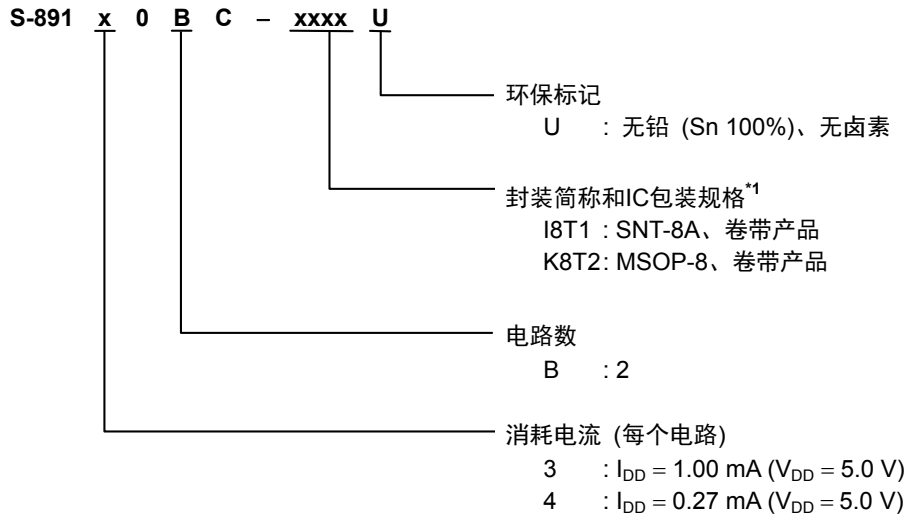 S-891 x 0 B C – xxxx U
环保标记
U : 无铅 (Sn 100%)、无卤素
封装简称和IC包装规格*1
I8T1 : SNT-8A、卷带产品
K8T2: MSOP-8、卷带产品
电路数
B : 2
消耗电流 (每个电路)
3 : IDD = 1.00 mA (VDD = 5.0 V)
4 : IDD = 0.27 mA (VDD = 5.0 V)